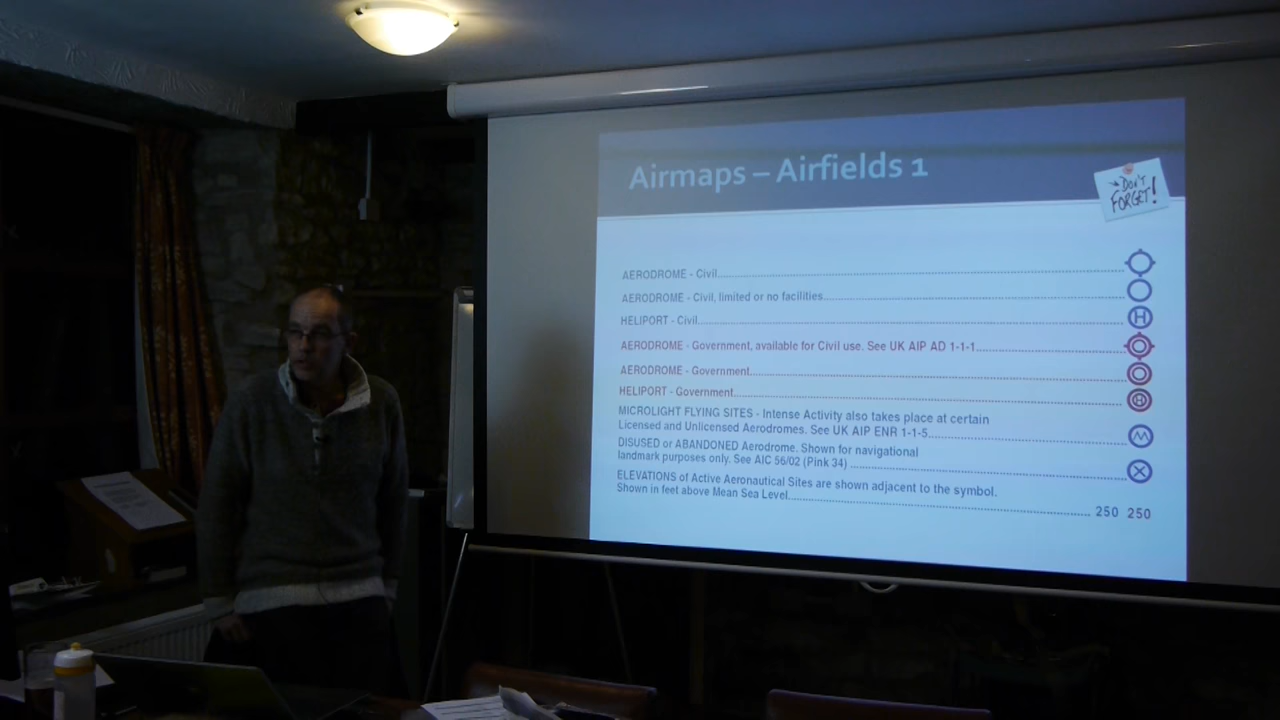 Airmaps – Airfields 1
DON'T
FORGET!
AERODROME - Civil
AERODROME - Civil, limited or no facilities
HELIPORT - Civil
H
AERODROME - Government, available for Civil use. See UK AIP AD 1-1-1
AERODROME - Government
HELIPORT - Government
H
MICROLIGHT FLYING SITES - Intense Activity also takes place at certain
Licensed and Unlicensed Aerodromes. See UK AIP ENR 1-1-5
M
DISUSED or ABANDONED Aerodrome. Shown for navigational
landmark purposes only. See AIC 56/02 (Pink 34)
ELEVATIONS of Active Aeronautical Sites are shown adjacent to the symbol.
Shown in feet above Mean Sea Level 250 250